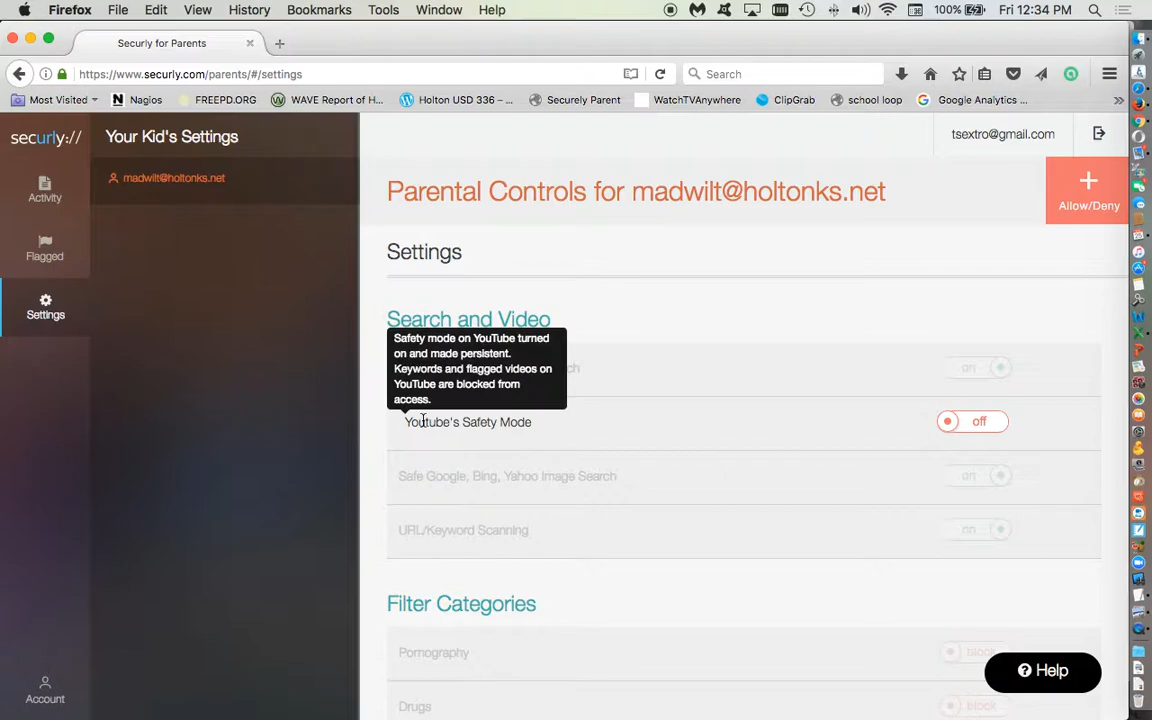 Firefox File Edit View History Bookmarks Tools Window Help 100% Fri 12:34 PM
Securly for Parents
https://www.securly.com/parents/#/settings Search
Most Visited Nagios FREEPD.ORG WAVE Report of H... Holton USD 336 – ... Securely Parent WatchTVAnywhere ClipGrab school loop Google Analytics ...
securly://
Your Kid's Settings
tsextro@gmail.com
madwilt@holtonks.net
Activity
Parental Controls for madwilt@holtonks.net
Allow/Deny
Flagged
Settings
Settings
Search and Video
Safety mode on YouTube turned
on and made persistent.
Keywords and flagged videos on
YouTube are blocked from
access.
on
Youtube's Safety Mode off
Safe Google, Bing, Yahoo Image Search on
URL/Keyword Scanning on
Filter Categories
Pornography block
Help
Account
Drugs block